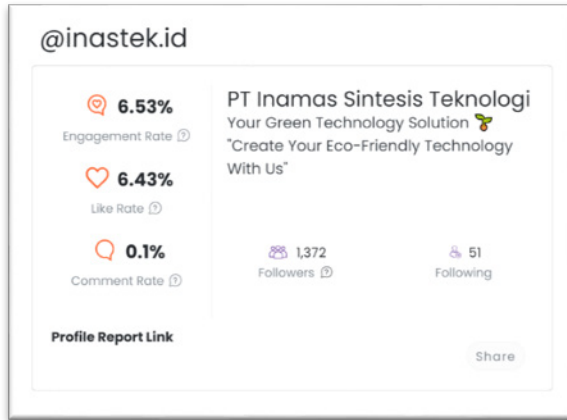 @inastek.id
6.53%
Engagement Rate
6.43%
Like Rate
0.1%
Comment Rate
Profile Report Link
PT Inamas Sintesis Teknologi
Your Green Technology Solution
"Create Your Eco-Friendly Technology
With Us"
1,372
Followers
51
Following
Share